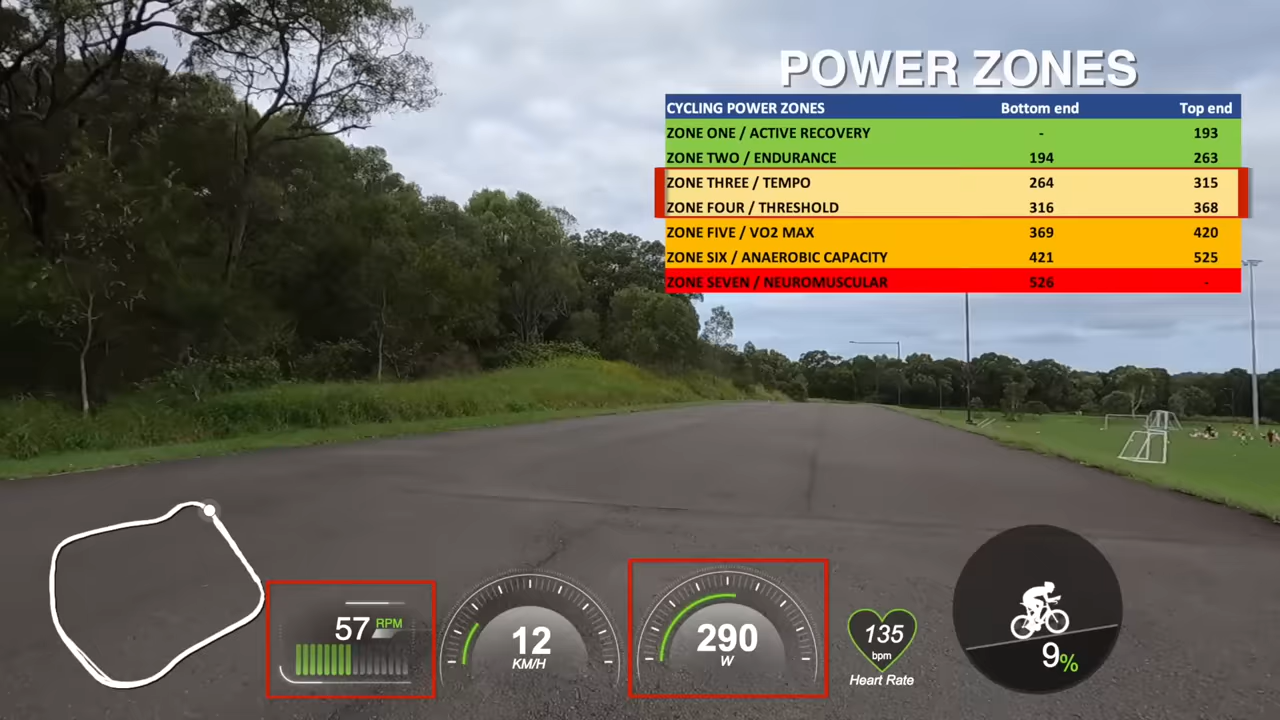 POWER ZONES
CYCLING POWER ZONES Bottom end Top end
ZONE ONE / ACTIVE RECOVERY - 193
ZONE TWO / ENDURANCE 194 263
ZONE THREE / TEMPO 264 315
ZONE FOUR / THRESHOLD 316 368
ZONE FIVE / VO2 MAX 369 420
ZONE SIX / ANAEROBIC CAPACITY 421 525
ZONE SEVEN / NEUROMUSCULAR 526 -
57 RPM
12
KM/H
290
W
135
bpm
Heart Rate
9%